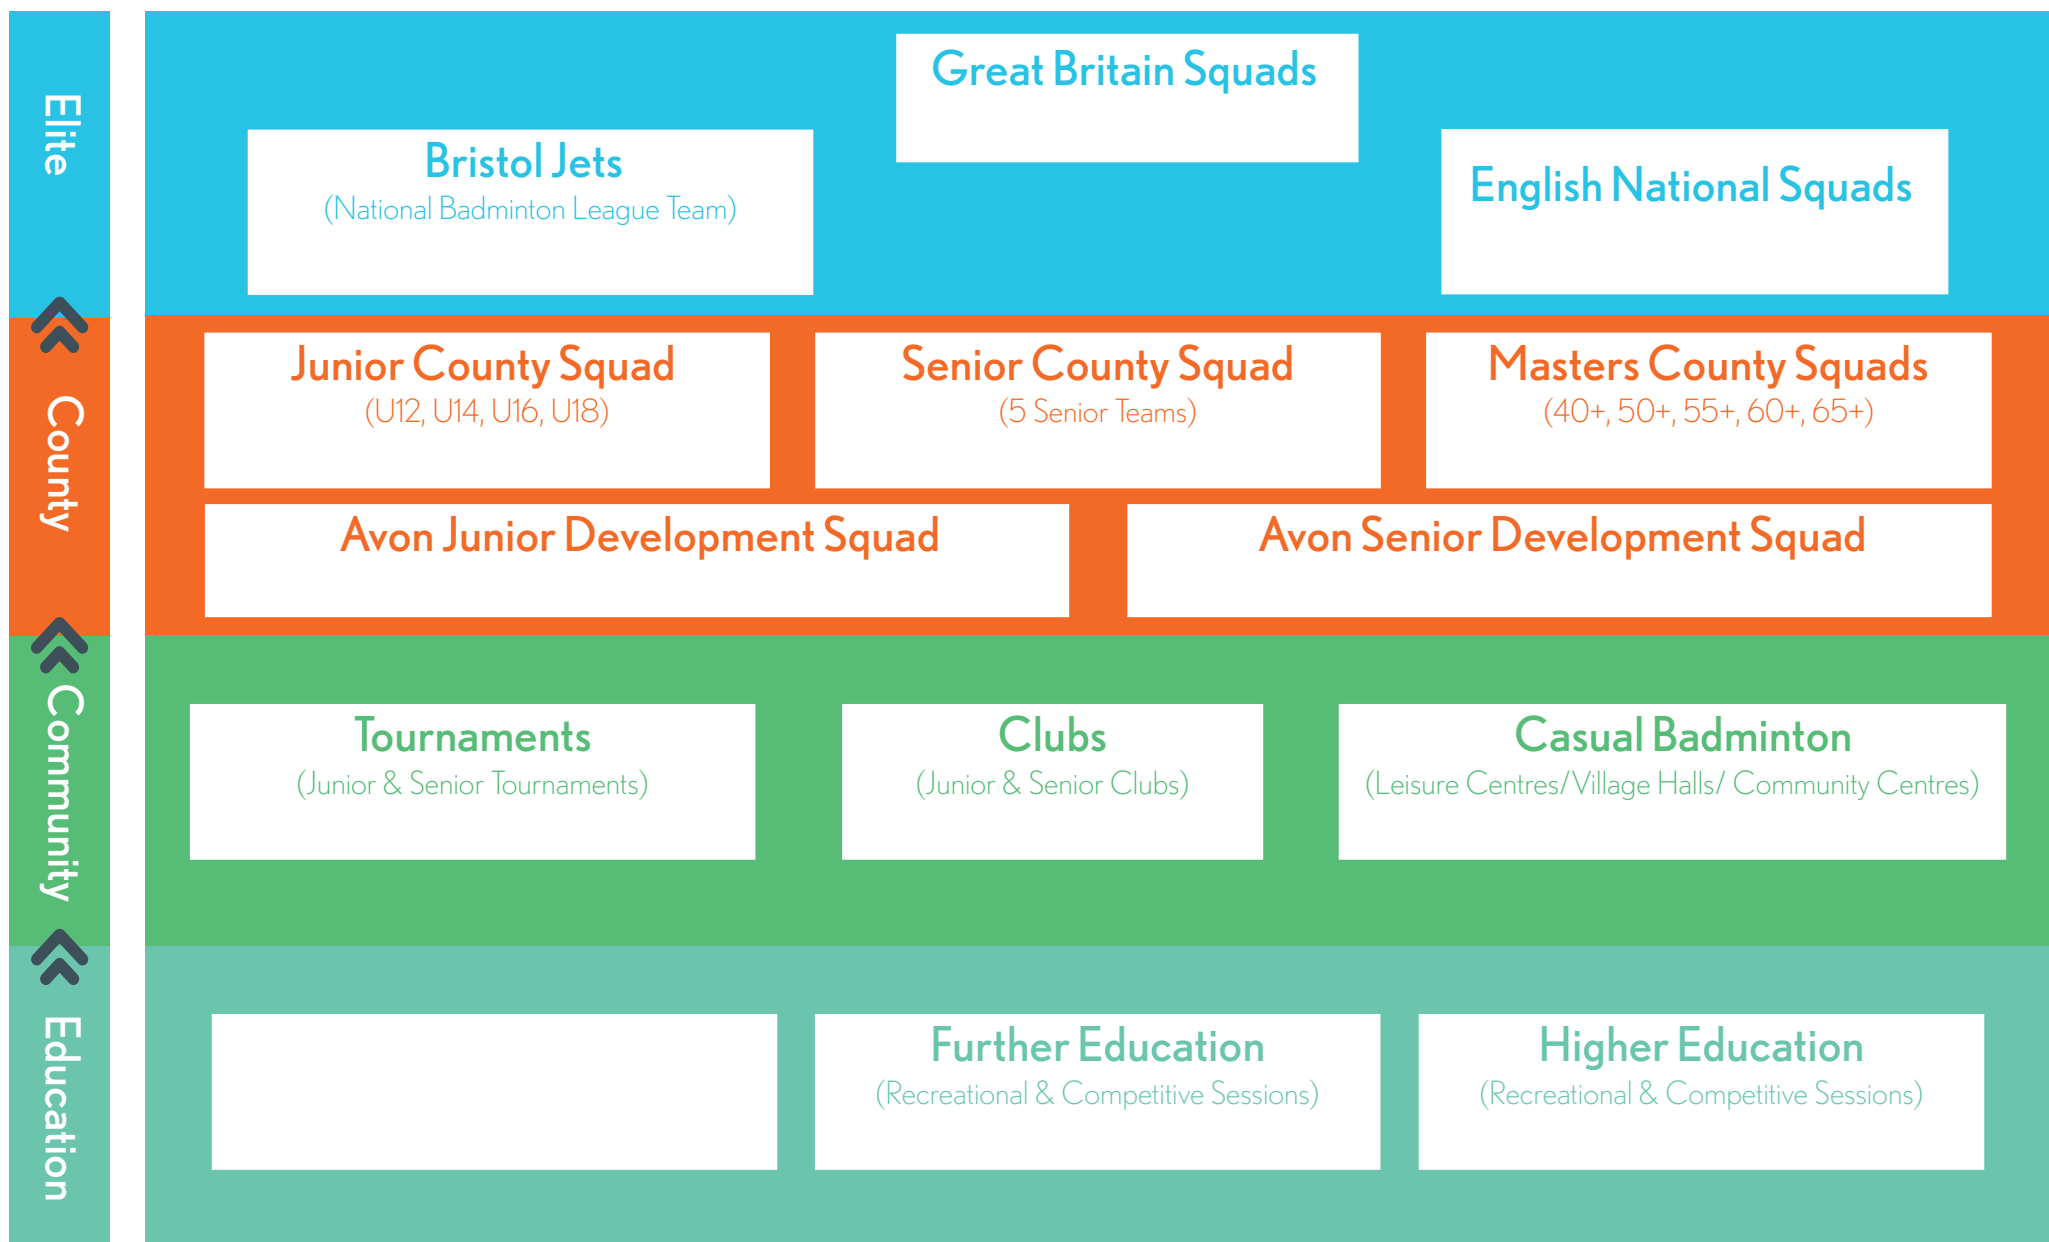 Elite
Great Britain Squads
Bristol Jets
(National Badminton League Team)
English National Squads
County
Junior County Squad
(U12, U14, U16, U18)
Senior County Squad
(5 Senior Teams)
Masters County Squads
(40+, 50+, 55+, 60+, 65+)
Avon Junior Development Squad
Avon Senior Development Squad
Community
Tournaments
(Junior & Senior Tournaments)
Clubs
(Junior & Senior Clubs)
Casual Badminton
(Leisure Centres/Village Halls/ Community Centres)
Education
Further Education
(Recreational & Competitive Sessions)
Higher Education
(Recreational & Competitive Sessions)